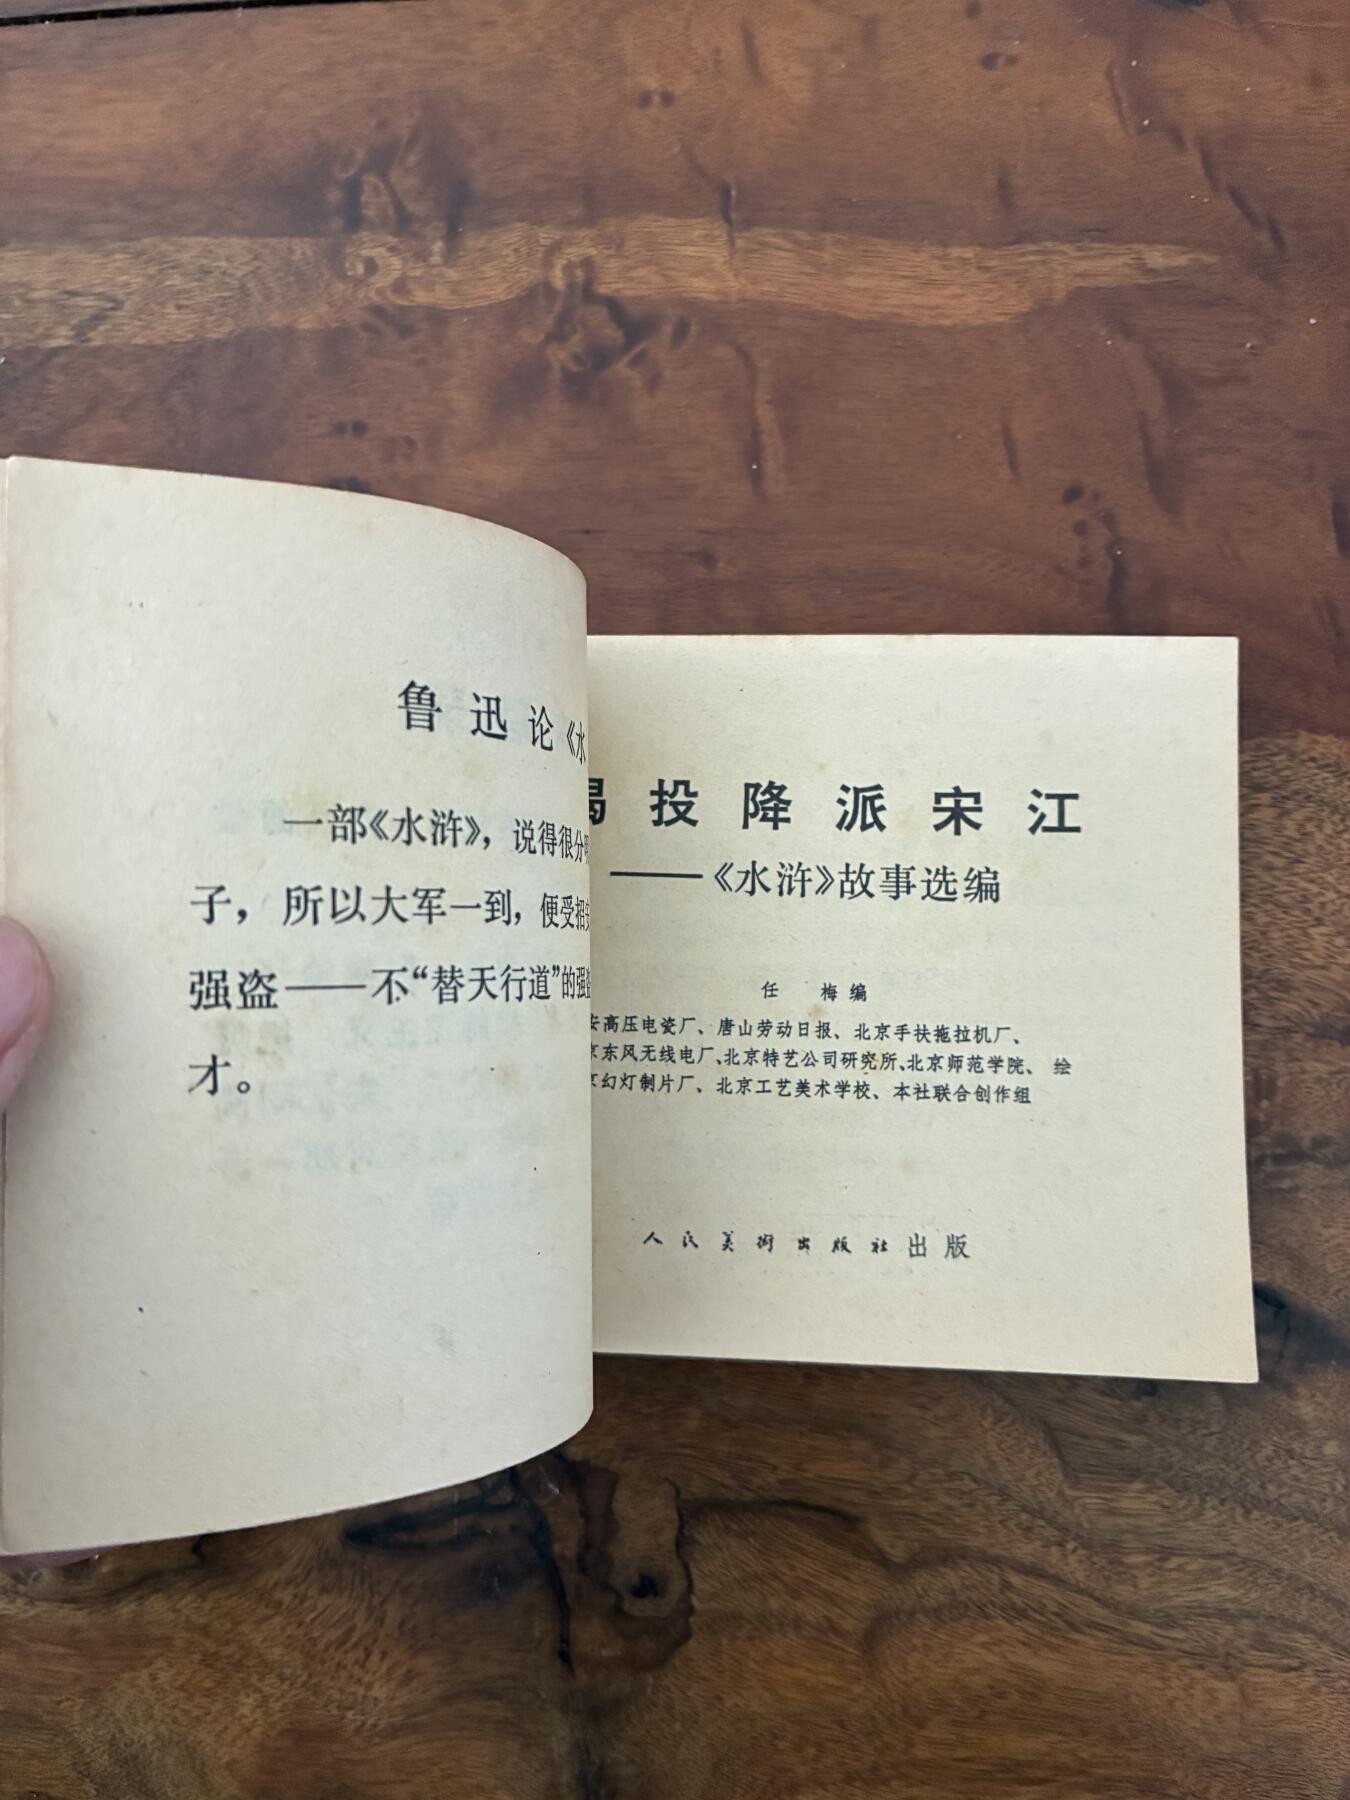 鲁迅论《水
一部《水浒》，说得很分
子，所以大军一到，便受招安
强盗——不“替天行道”的强盗
才。
投降派宋江
——《水浒》故事选编
任 梅编
安高压电瓷厂、唐山劳动日报、北京手扶拖拉机厂、
京东风无线电厂、北京特艺公司研究所、北京师范学院、 绘
幻灯制片厂、北京工艺美术学校、本社联合创作组
人民美術出版社出版